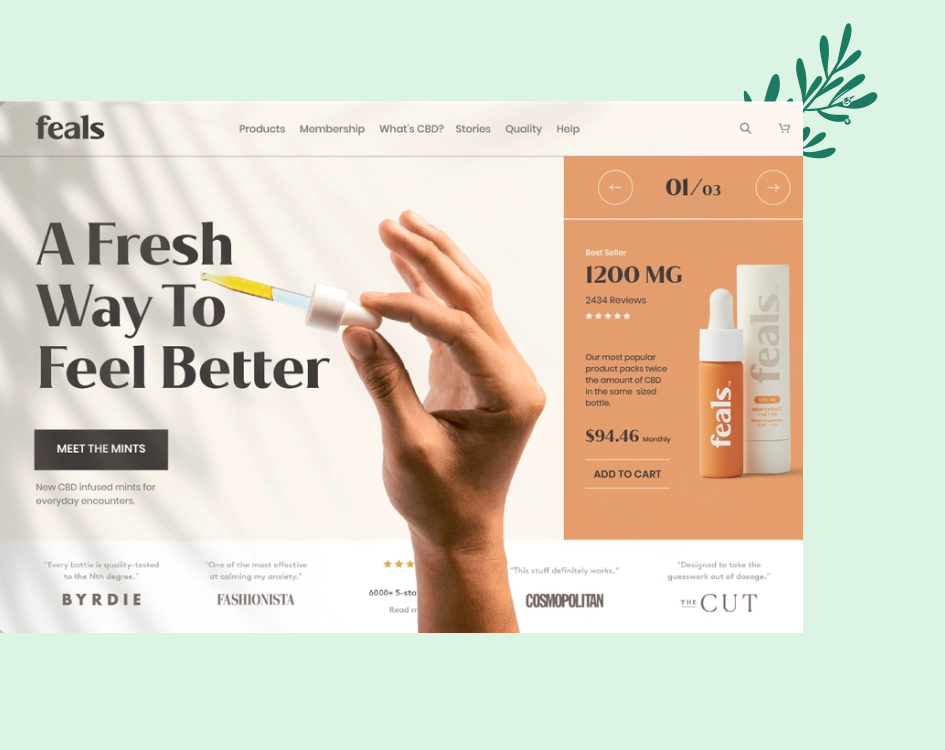 feals
Products Membership What's CBD? Stories Quality Help
A Fresh
Way To
Feel Better
MEET THE MINTS
New CBD infused mints for
everyday encounters.
01/03
Best Seller
1200 MG
2434 Reviews
Our most popular
product packs twice
the amount of CBD
in the same sized
bottle.
$94.46 Monthly
ADD TO CART
feals
feals
1200 MG
"Every bottle is quality-tested
to the Nth degree."
BYRDIE
"One of the most effective
at calming my anxiety."
FASHIONISTA
6000+ 5-sta
Read m
"This stuff definitely works."
COSMOPOLITAN
"Designed to take the
guesswork out of dosage."
THE CUT